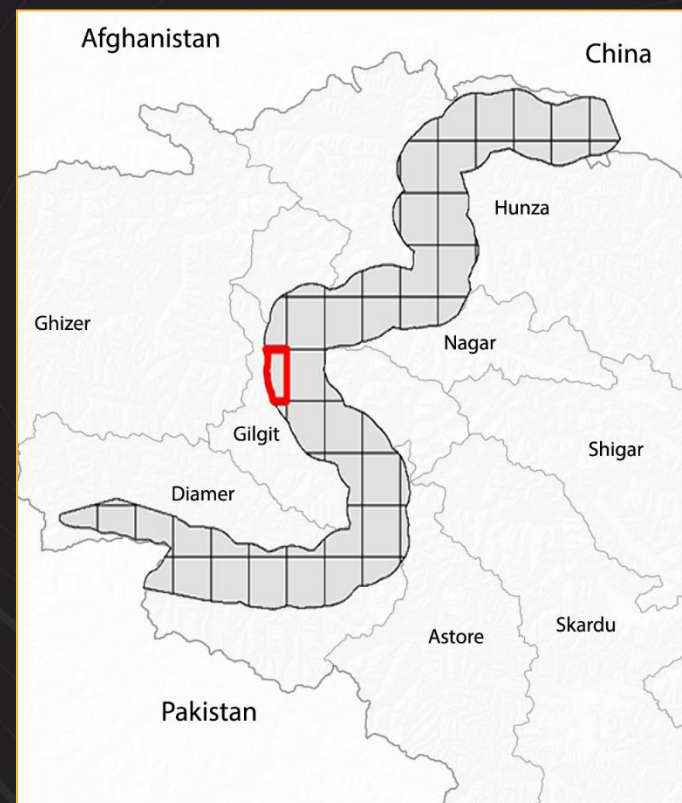 Afghanistan
China
Hunza
Ghizer
Nagar
Gilgit
Shigar
Diamer
Skardu
Astore
Pakistan